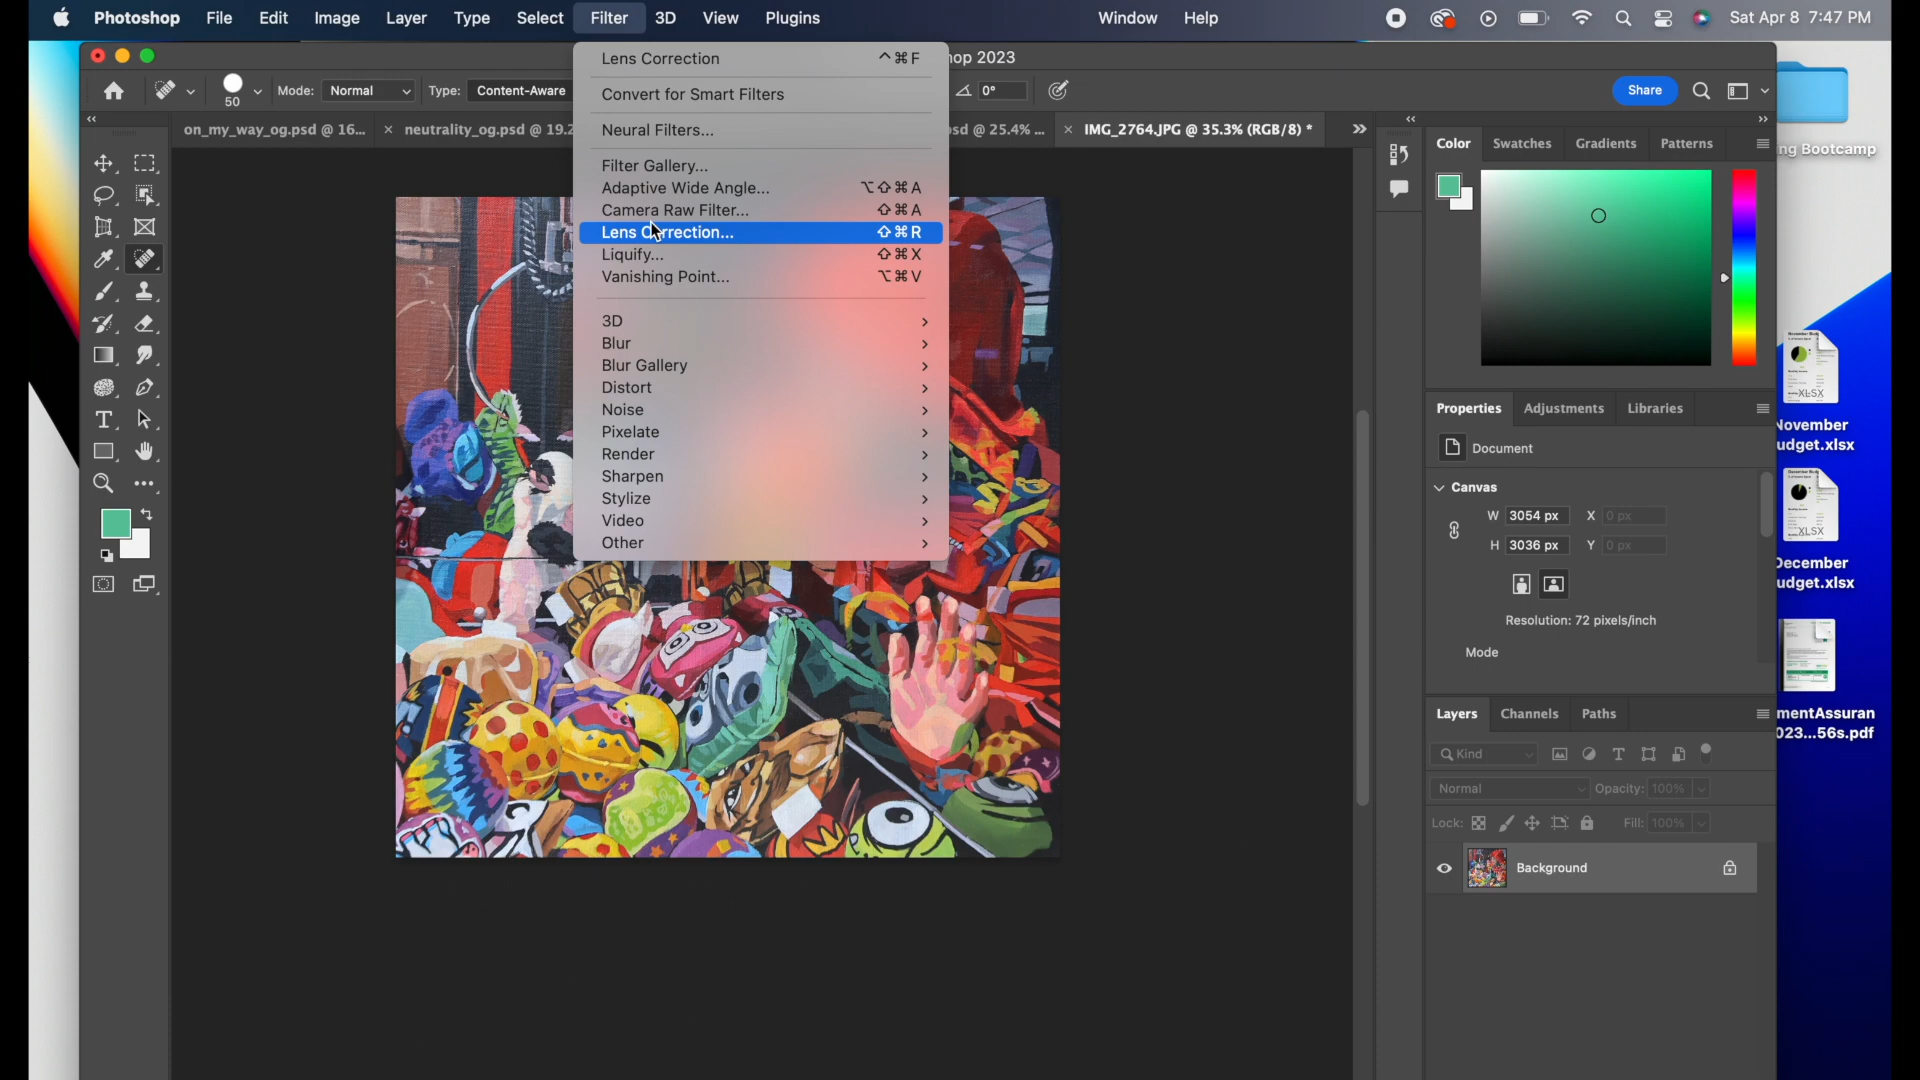 Photoshop File Edit Image Layer Type Select Filter 3D View Plugins Window Help Sat Apr 8 7:47 PM
hop 2023
50 Mode: Normal Type: Content-Aware 0° Share
on_my_way_og.psd @ 16... × neutrality_og.psd @ 19.2 sd @ 25.4% ... × IMG_2764.JPG @ 35.3% (RGB/8) *
Lens Correction ^⌘F
Convert for Smart Filters
Neural Filters...
Filter Gallery...
Adaptive Wide Angle... ⌥⇧⌘A
Camera Raw Filter... ⇧⌘A
Lens Correction... ⇧⌘R
Liquify... ⇧⌘X
Vanishing Point... ⌥⌘V
3D
Blur
Blur Gallery
Distort
Noise
Pixelate
Render
Sharpen
Stylize
Video
Other
Color Swatches Gradients Patterns
Properties Adjustments Libraries
Document
Canvas
W 3054 px X 0 px
H 3036 px Y 0 px
Resolution: 72 pixels/inch
Mode
Layers Channels Paths
Kind
Normal Opacity: 100%
Lock: Fill: 100%
Background
ng Bootcamp
XLSX
November
udget.xlsx
XLSX
December
udget.xlsx
mentAssuran
023...56s.pdf